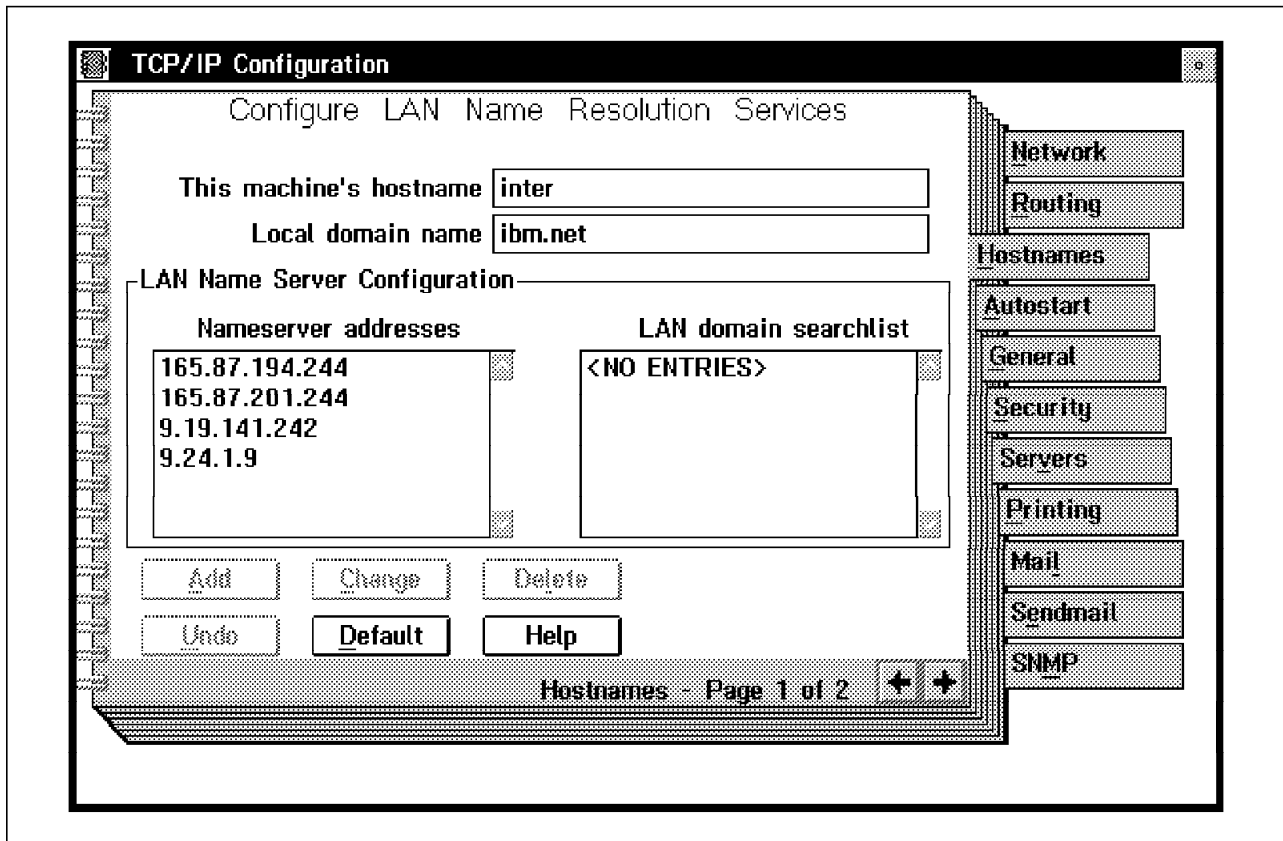 TCP/IP Configuration
Configure LAN Name Resolution Services
This machine's hostname inter
Local domain name ibm.net
LAN Name Server Configuration
Nameserver addresses
165.87.194.244
165.87.201.244
9.19.141.242
9.24.1.9
LAN domain searchlist
<NO ENTRIES>
Add Change Delete
Undo Default Help
Hostnames - Page 1 of 2
Network
Routing
Hostnames
Autostart
General
Security
Servers
Printing
Mail
Sendmail
SNMP